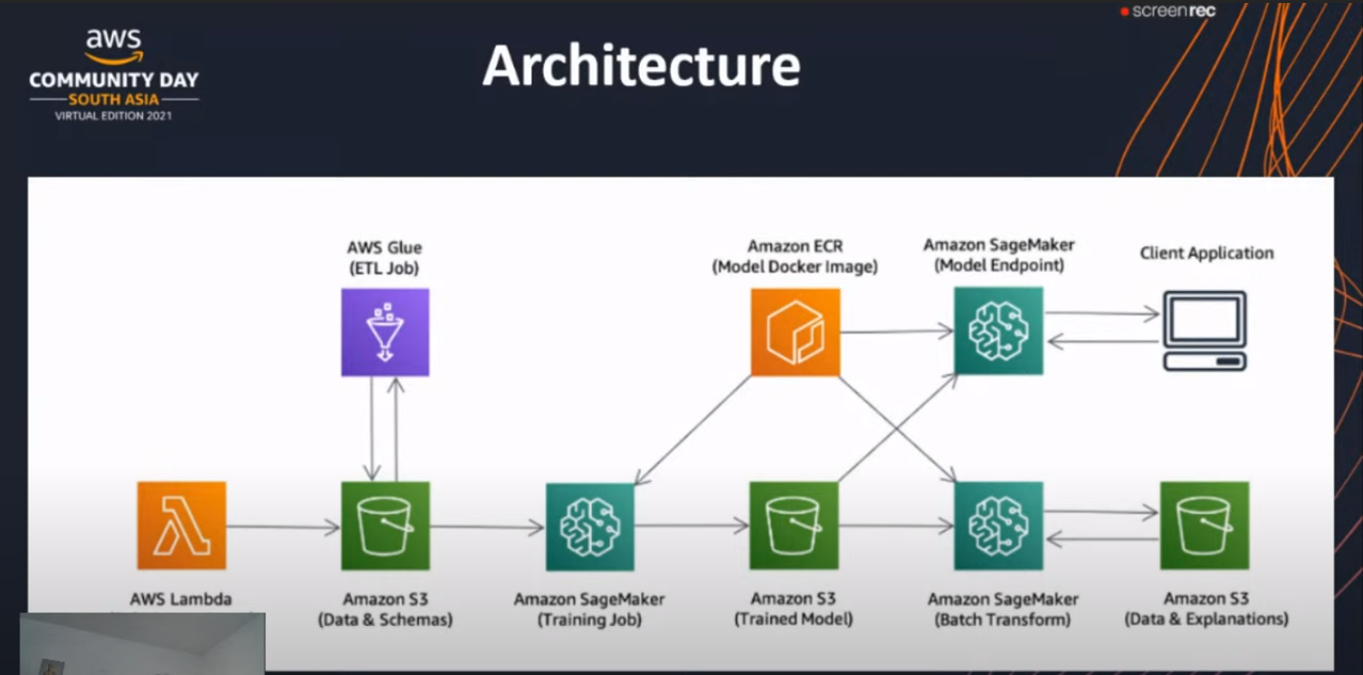 screenrec
aws
COMMUNITY DAY
SOUTH ASIA
VIRTUAL EDITION 2021
Architecture
AWS Glue
(ETL Job)
Amazon ECR
(Model Docker Image)
Amazon SageMaker
(Model Endpoint)
Client Application
AWS Lambda
Amazon S3
(Data & Schemas)
Amazon SageMaker
(Training Job)
Amazon S3
(Trained Model)
Amazon SageMaker
(Batch Transform)
Amazon S3
(Data & Explanations)